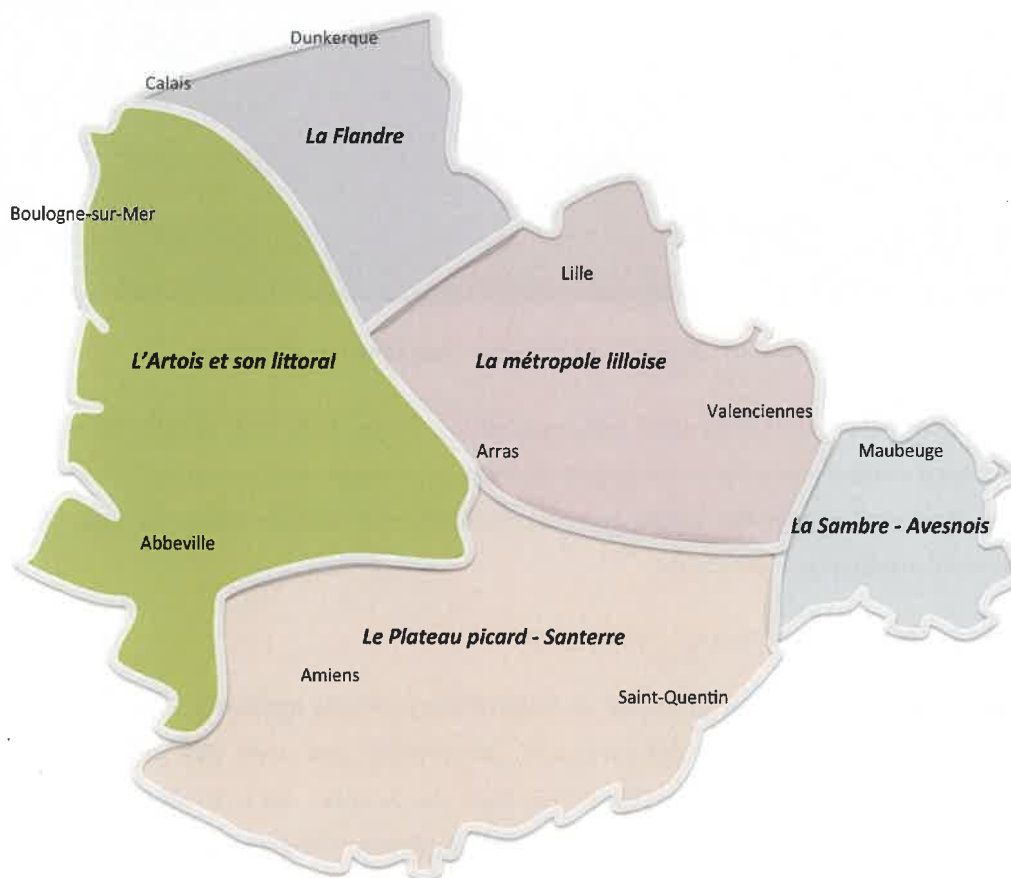 Dunkerque
Calais
La Flandre
Boulogne-sur-Mer
Lille
L'Artois et son littoral
La métropole lilloise
Valenciennes
Arras
Maubeuge
La Sambre - Avesnois
Abbeville
Le Plateau picard - Santerre
Amiens
Saint-Quentin